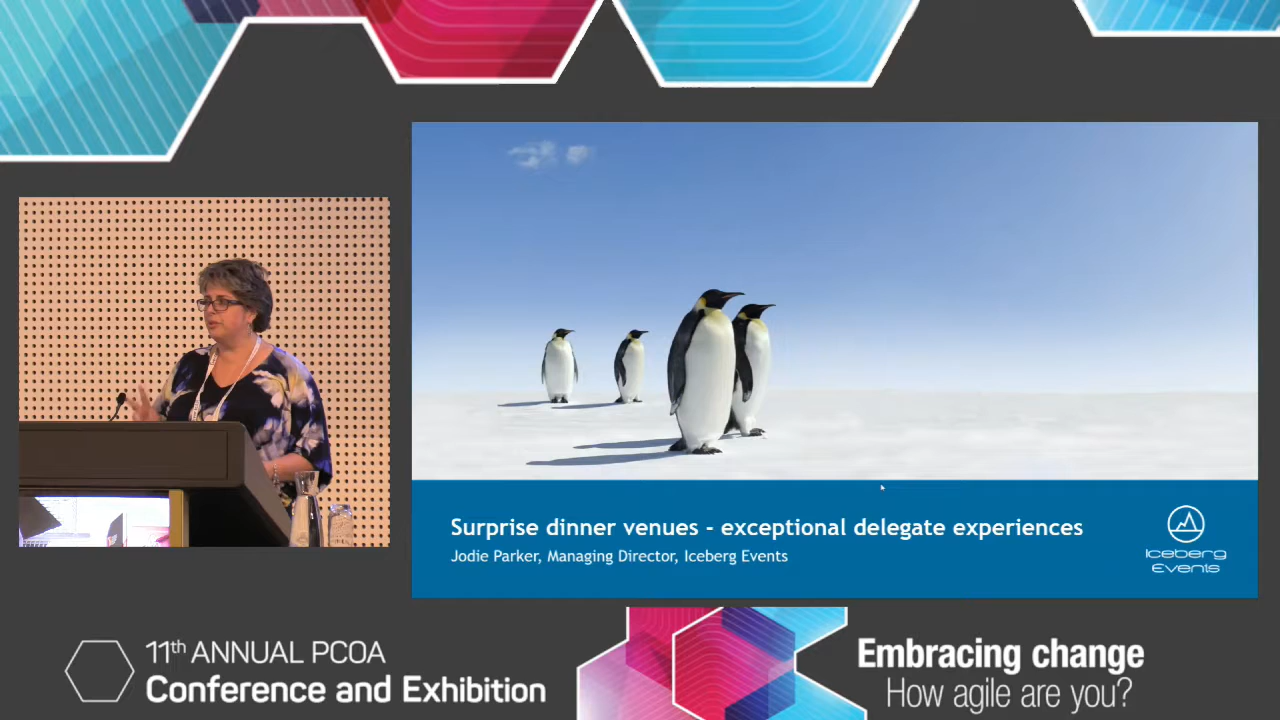 Surprise dinner venues - exceptional delegate experiences
Jodie Parker, Managing Director, Iceberg Events
Iceberg
Events
11th ANNUAL PCOA
Conference and Exhibition
Embracing change
How agile are you?